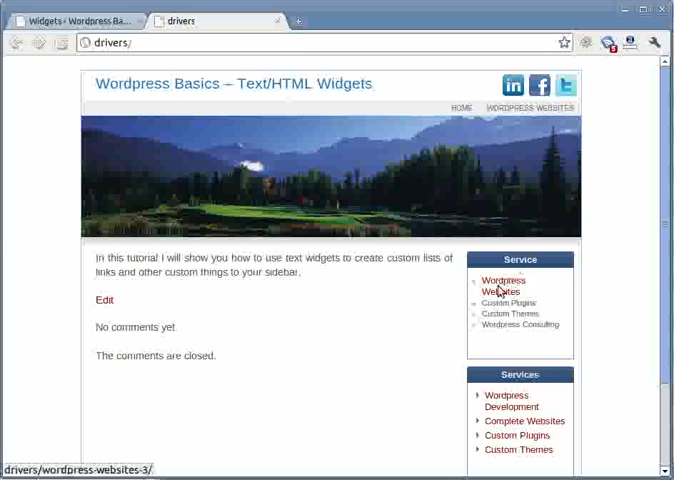 Widgets ‹ Wordpress Ba...
drivers
drivers/
Wordpress Basics – Text/HTML Widgets
HOME WORDPRESS WEBSITES
In this tutorial I will show you how to use text widgets to create custom lists of
links and other custom things to your sidebar.
Edit
No comments yet
The comments are closed.
Service
Wordpress
Websites
Custom Plugins
Custom Themes
Wordpress Consulting
Services
Wordpress
Development
Complete Websites
Custom Plugins
Custom Themes
drivers/wordpress-websites-3/